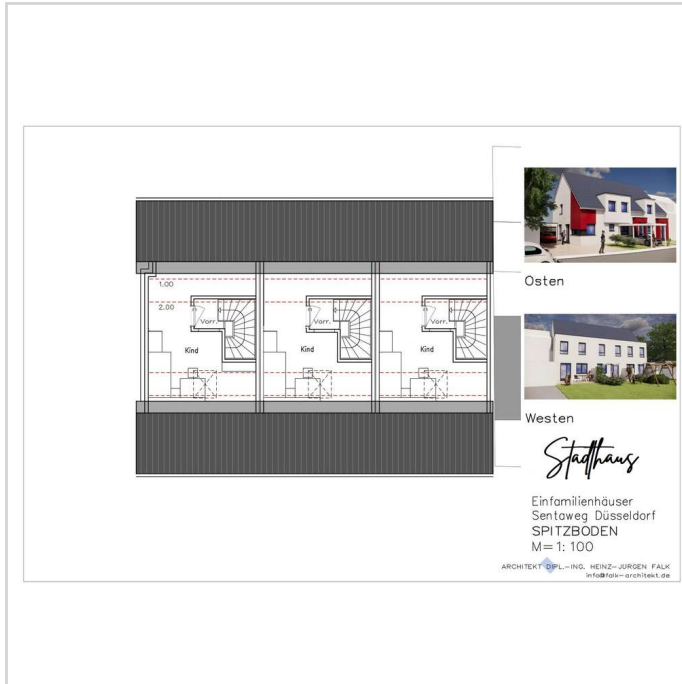 1.00
2.00
Vorr.
Vorr.
Vorr.
Kind
Kind
Kind
Osten
Westen
Stadthaus
Einfamilienhäuser
Sentaweg Düsseldorf
SPITZBODEN
M=1: 100
ARCHITEKT DIPL.-ING. HEINZ-JURGEN FALK
info@falk-architekt.de